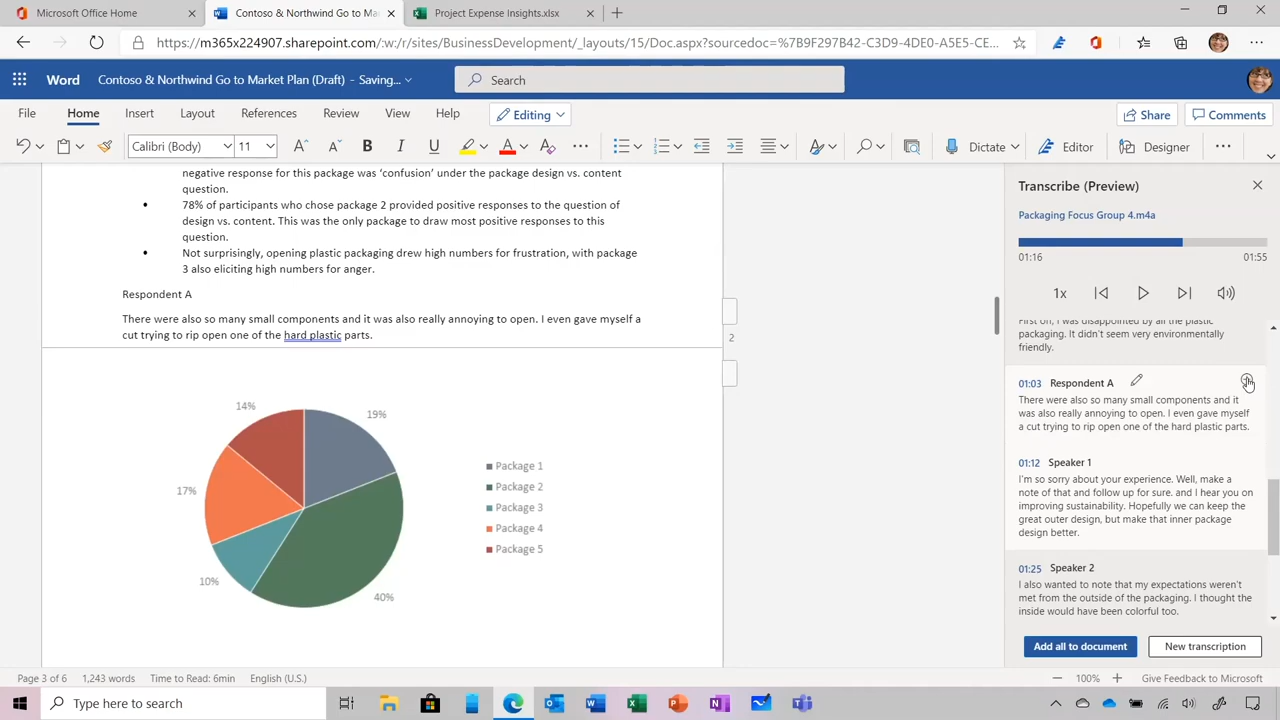 Microsoft Office Home
Contoso & Northwind Go to Mar
Project Expense Insights.xlsx
https://m365x224907.sharepoint.com/:w:/r/sites/BusinessDevelopment/_layouts/15/Doc.aspx?sourcedoc=%7B9F297B42-C3D9-4DE0-A5E5-CE...
Word
Contoso & Northwind Go to Market Plan (Draft) - Saving...
Search
File
Home
Insert
Layout
References
Review
View
Help
Editing
Share
Comments
Calibri (Body)
11
Dictate
Editor
Designer
negative response for this package was ‘confusion’ under the package design vs. content
question.
• 78% of participants who chose package 2 provided positive responses to the question of
design vs. content. This was the only package to draw most positive responses to this
question.
• Not surprisingly, opening plastic packaging drew high numbers for frustration, with package
3 also eliciting high numbers for anger.
Respondent A
There were also so many small components and it was also really annoying to open. I even gave myself a
cut trying to rip open one of the hard plastic parts.
2
14%
19%
17%
10%
40%
Package 1
Package 2
Package 3
Package 4
Package 5
Transcribe (Preview)
Packaging Focus Group 4.m4a
01:16
01:55
1x
First off, I was disappointed by all the plastic
packaging. It didn't seem very environmentally
friendly.
01:03 Respondent A
There were also so many small components and it
was also really annoying to open. I even gave myself
a cut trying to rip open one of the hard plastic parts.
01:12 Speaker 1
I'm so sorry about your experience. Well, make a
note of that and follow up for sure. and I hear you on
improving sustainability. Hopefully we can keep the
great outer design, but make that inner package
design better.
01:25 Speaker 2
I also wanted to note that my expectations weren't
met from the outside of the packaging. I thought the
inside would have been colorful too.
Add all to document
New transcription
Page 3 of 6
1,243 words
Time to Read: 6min
English (U.S.)
100%
Give Feedback to Microsoft
Type here to search